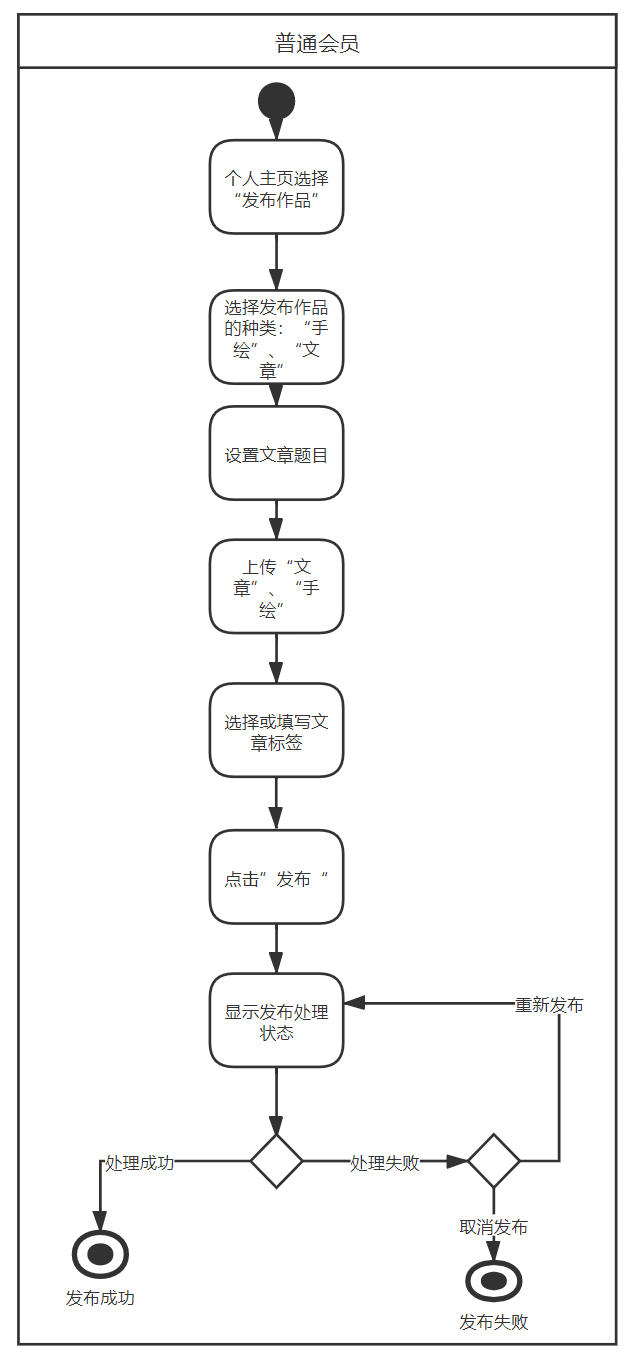 普通会员
个人主页选择
“发布作品”
选择发布作品
的种类：“手
绘”、“文
章”
设置文章题目
上传“文
章”、“手
绘”
选择或填写文
章标签
点击”发布“
显示发布处理
状态
重新发布
处理成功
处理失败
取消发布
发布成功
发布失败